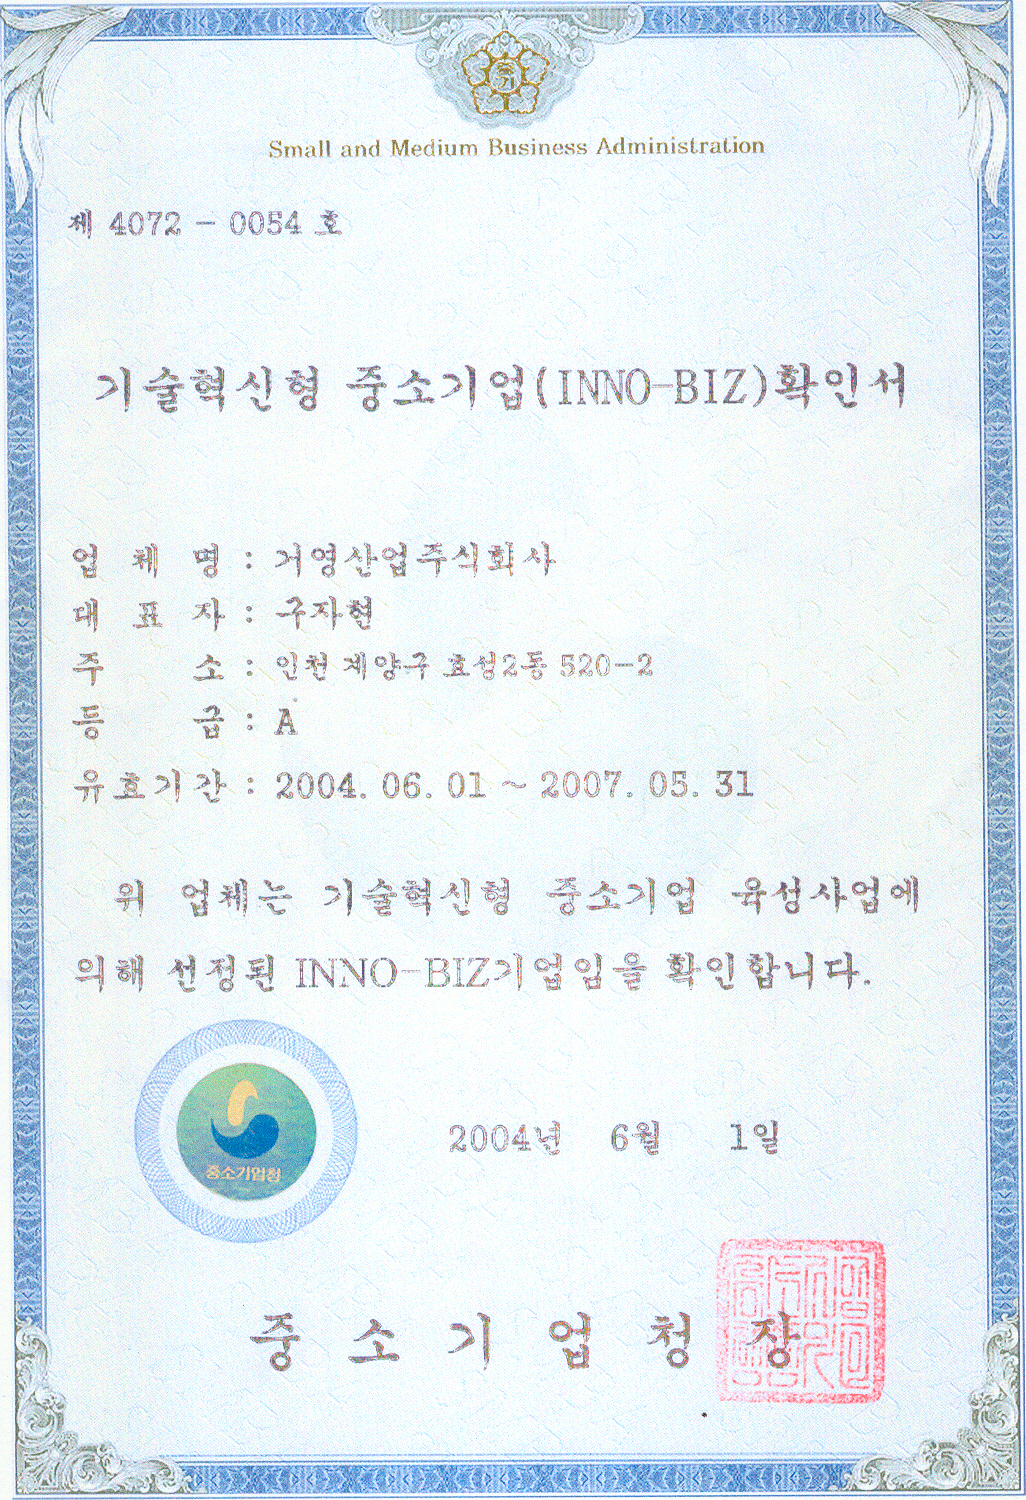 중기
Small and Medium Business Administration
제 4072 - 0054 호
기술혁신형 중소기업(INNO-BIZ)확인서
업 체 명 : 거영산업주식회사
대 표 자 : 구자현
주 소 : 인천 계양구 효성2동 520-2
등 급 : A
유효기간 : 2004. 06. 01 ~ 2007. 05. 31
위 업체는 기술혁신형 중소기업 육성사업에
의해 선정된 INNO-BIZ기업임을 확인합니다.
중소기업청
2004년 6월 1일
중 소 기 업 청 장